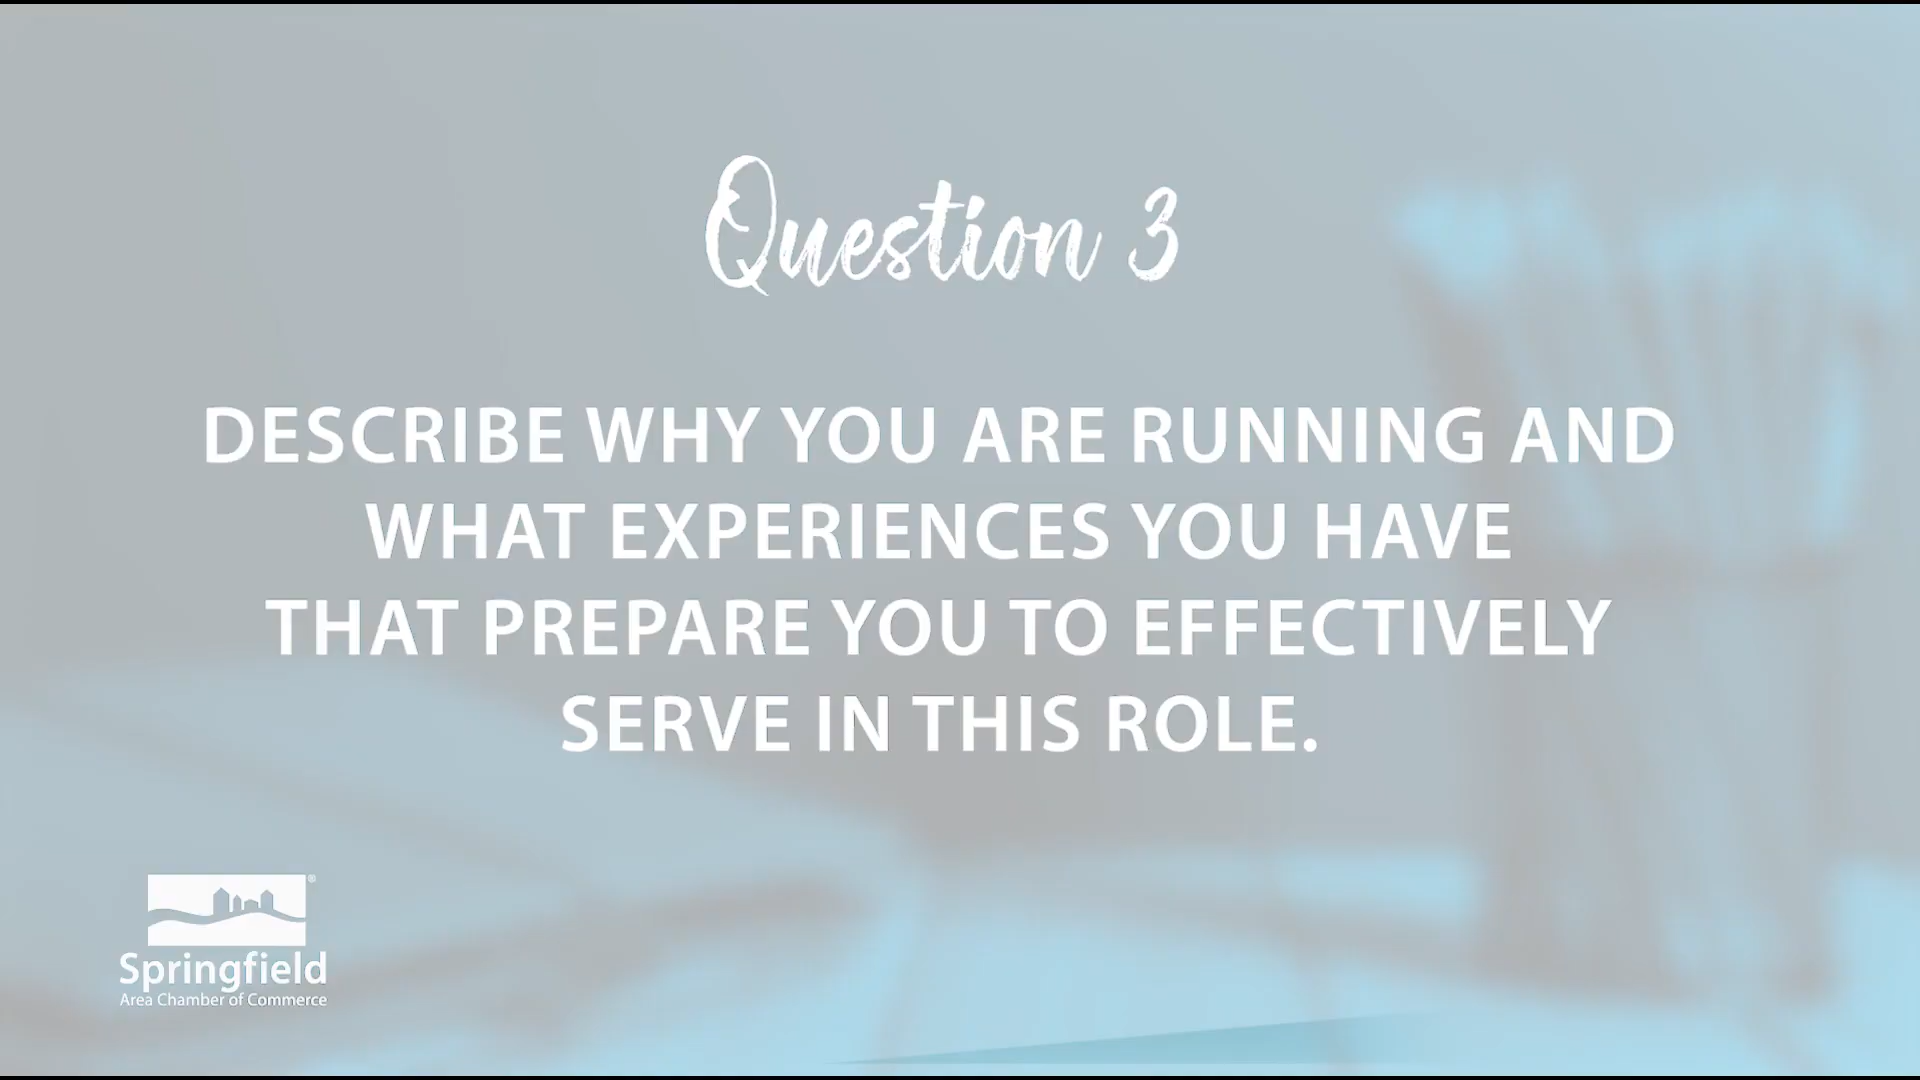 Question 3
DESCRIBE WHY YOU ARE RUNNING AND
WHAT EXPERIENCES YOU HAVE
THAT PREPARE YOU TO EFFECTIVELY
SERVE IN THIS ROLE.
®
Springfield
Area Chamber of Commerce